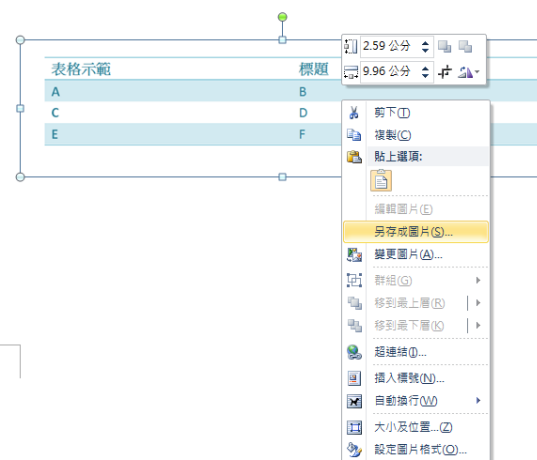 2.59 公分
9.96 公分
表格示範 標題
A B
C D
E F
剪下(T)
複製(C)
貼上選項:
編輯圖片(E)
另存成圖片(S)...
變更圖片(A)...
群組(G)
移到最上層(R)
移到最下層(K)
超連結(I)...
插入標號(N)...
自動換行(W)
大小及位置...(Z)
設定圖片格式(O)...